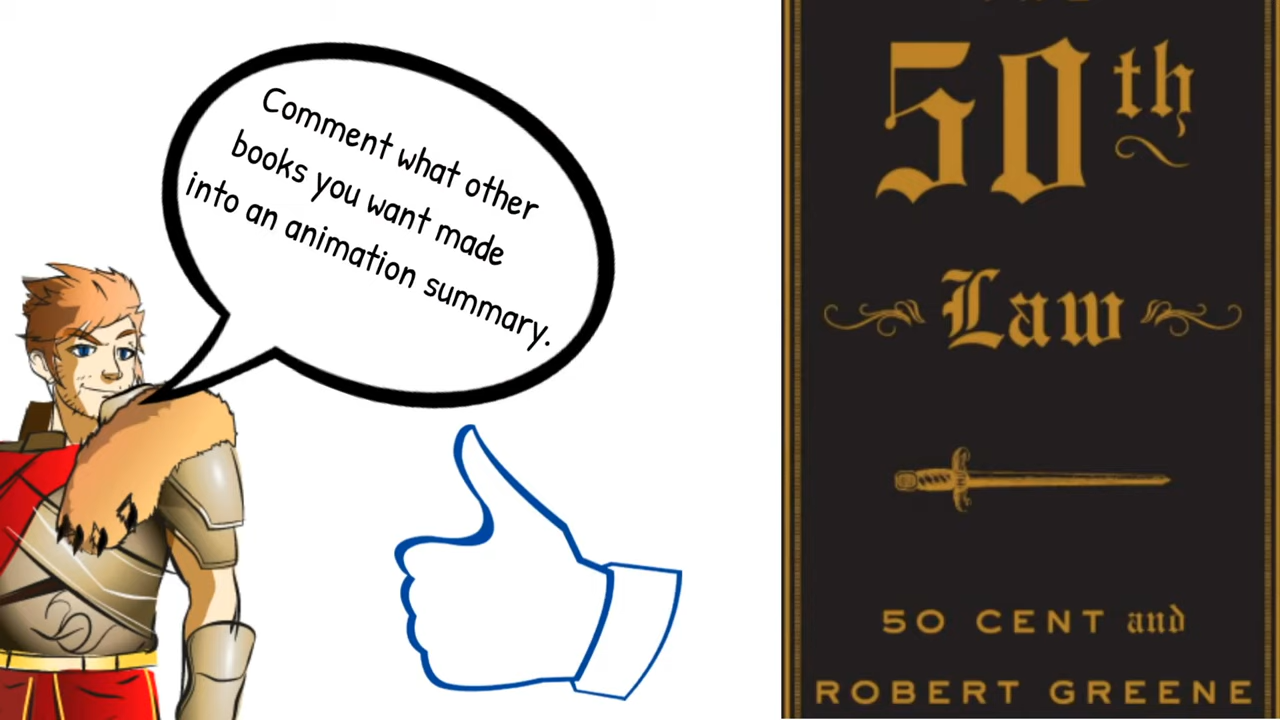 Comment what other
books you want made
into an animation summary.
50th
Law
50 CENT and
ROBERT GREENE